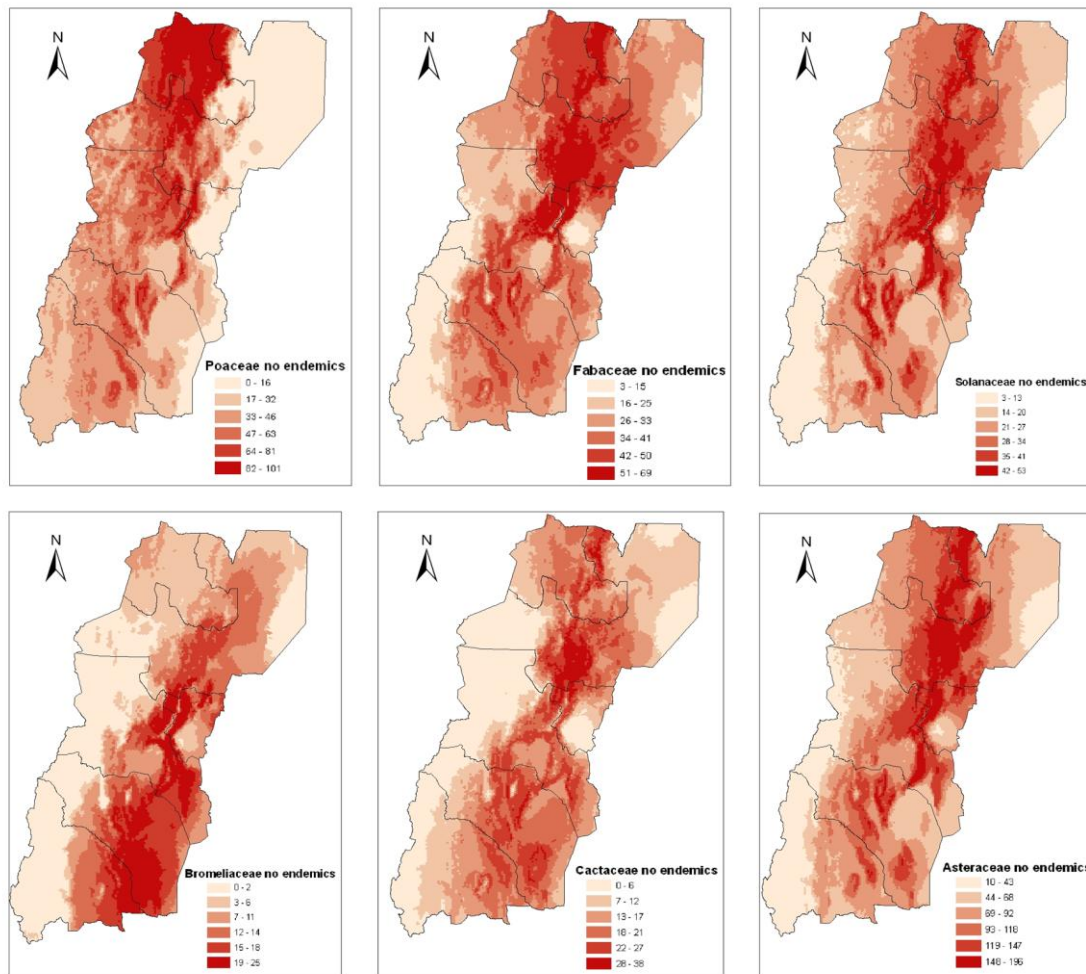 N
Poaceae no endemics
0 - 16
17 - 32
33 - 46
47 - 63
64 - 81
82 - 101
N
Fabaceae no endemics
3 - 15
16 - 25
26 - 33
34 - 41
42 - 50
51 - 69
N
Solanaceae no endemics
3 - 13
14 - 20
21 - 27
28 - 34
35 - 41
42 - 53
N
Bromeliaceae no endemics
0 - 2
3 - 6
7 - 11
12 - 14
15 - 18
19 - 25
N
Cactaceae no endemics
0 - 6
7 - 12
13 - 17
18 - 21
22 - 27
28 - 38
N
Asteraceae no endemics
10 - 43
44 - 68
69 - 92
93 - 118
119 - 147
148 - 196